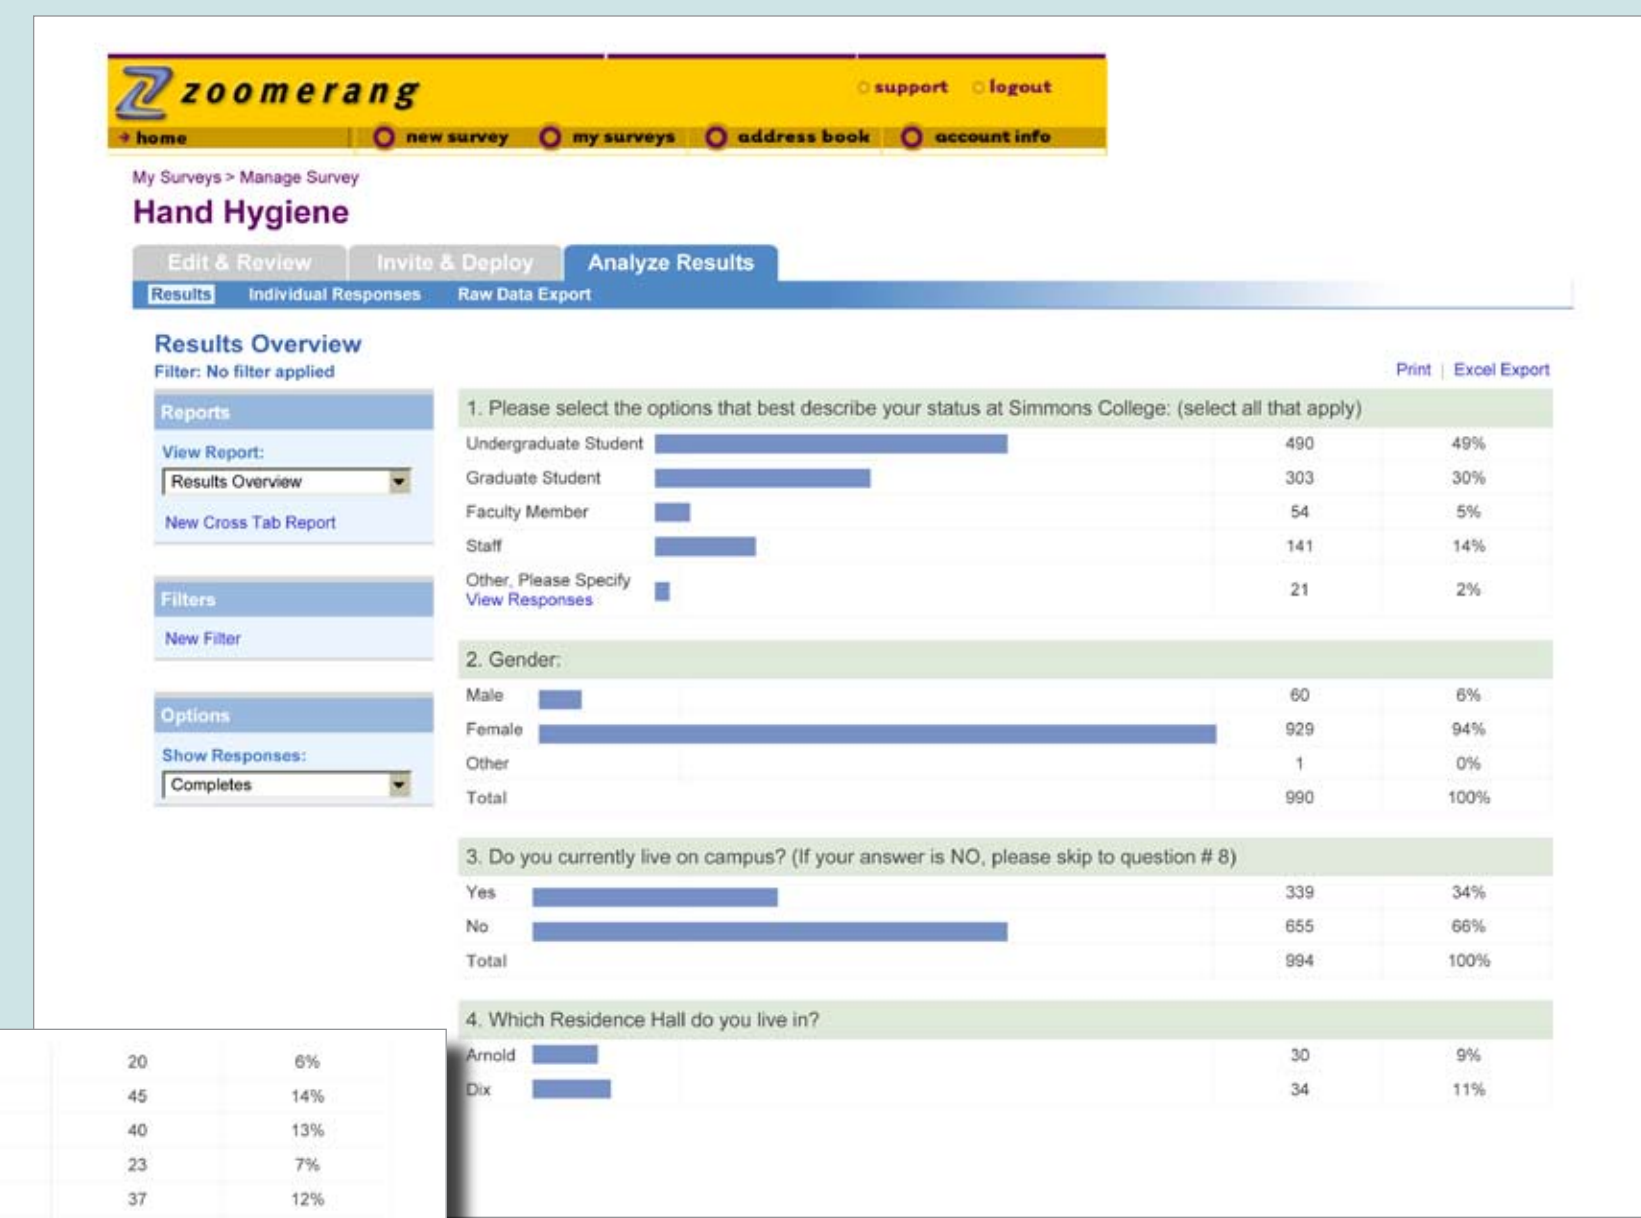 zoomerang
support logout
home new survey my surveys address book account info
My Surveys > Manage Survey
Hand Hygiene
Edit & Review Invite & Deploy Analyze Results
Results Individual Responses Raw Data Export
Results Overview
Filter: No filter applied
Print | Excel Export
Reports
View Report:
Results Overview
New Cross Tab Report
Filters
New Filter
Options
Show Responses:
Completes
1. Please select the options that best describe your status at Simmons College: (select all that apply)
Undergraduate Student 490 49%
Graduate Student 303 30%
Faculty Member 54 5%
Staff 141 14%
Other, Please Specify
View Responses 21 2%
2. Gender:
Male 60 6%
Female 929 94%
Other 1 0%
Total 990 100%
3. Do you currently live on campus? (If your answer is NO, please skip to question # 8)
Yes 339 34%
No 655 66%
Total 994 100%
4. Which Residence Hall do you live in?
Arnold 30 9%
Dix 34 11%
20 6%
45 14%
40 13%
23 7%
37 12%